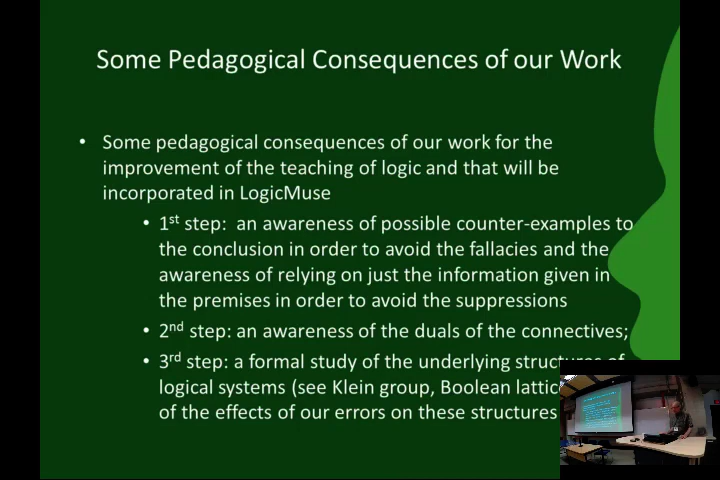 Some Pedagogical Consequences of our Work
• Some pedagogical consequences of our work for the
improvement of the teaching of logic and that will be
incorporated in LogicMuse
• 1st step: an awareness of possible counter-examples to
the conclusion in order to avoid the fallacies and the
awareness of relying on just the information given in
the premises in order to avoid the suppressions
• 2nd step: an awareness of the duals of the connectives;
• 3rd step: a formal study of the underlying structures of
logical systems (see Klein group, Boolean
of the effects of our errors on these structures